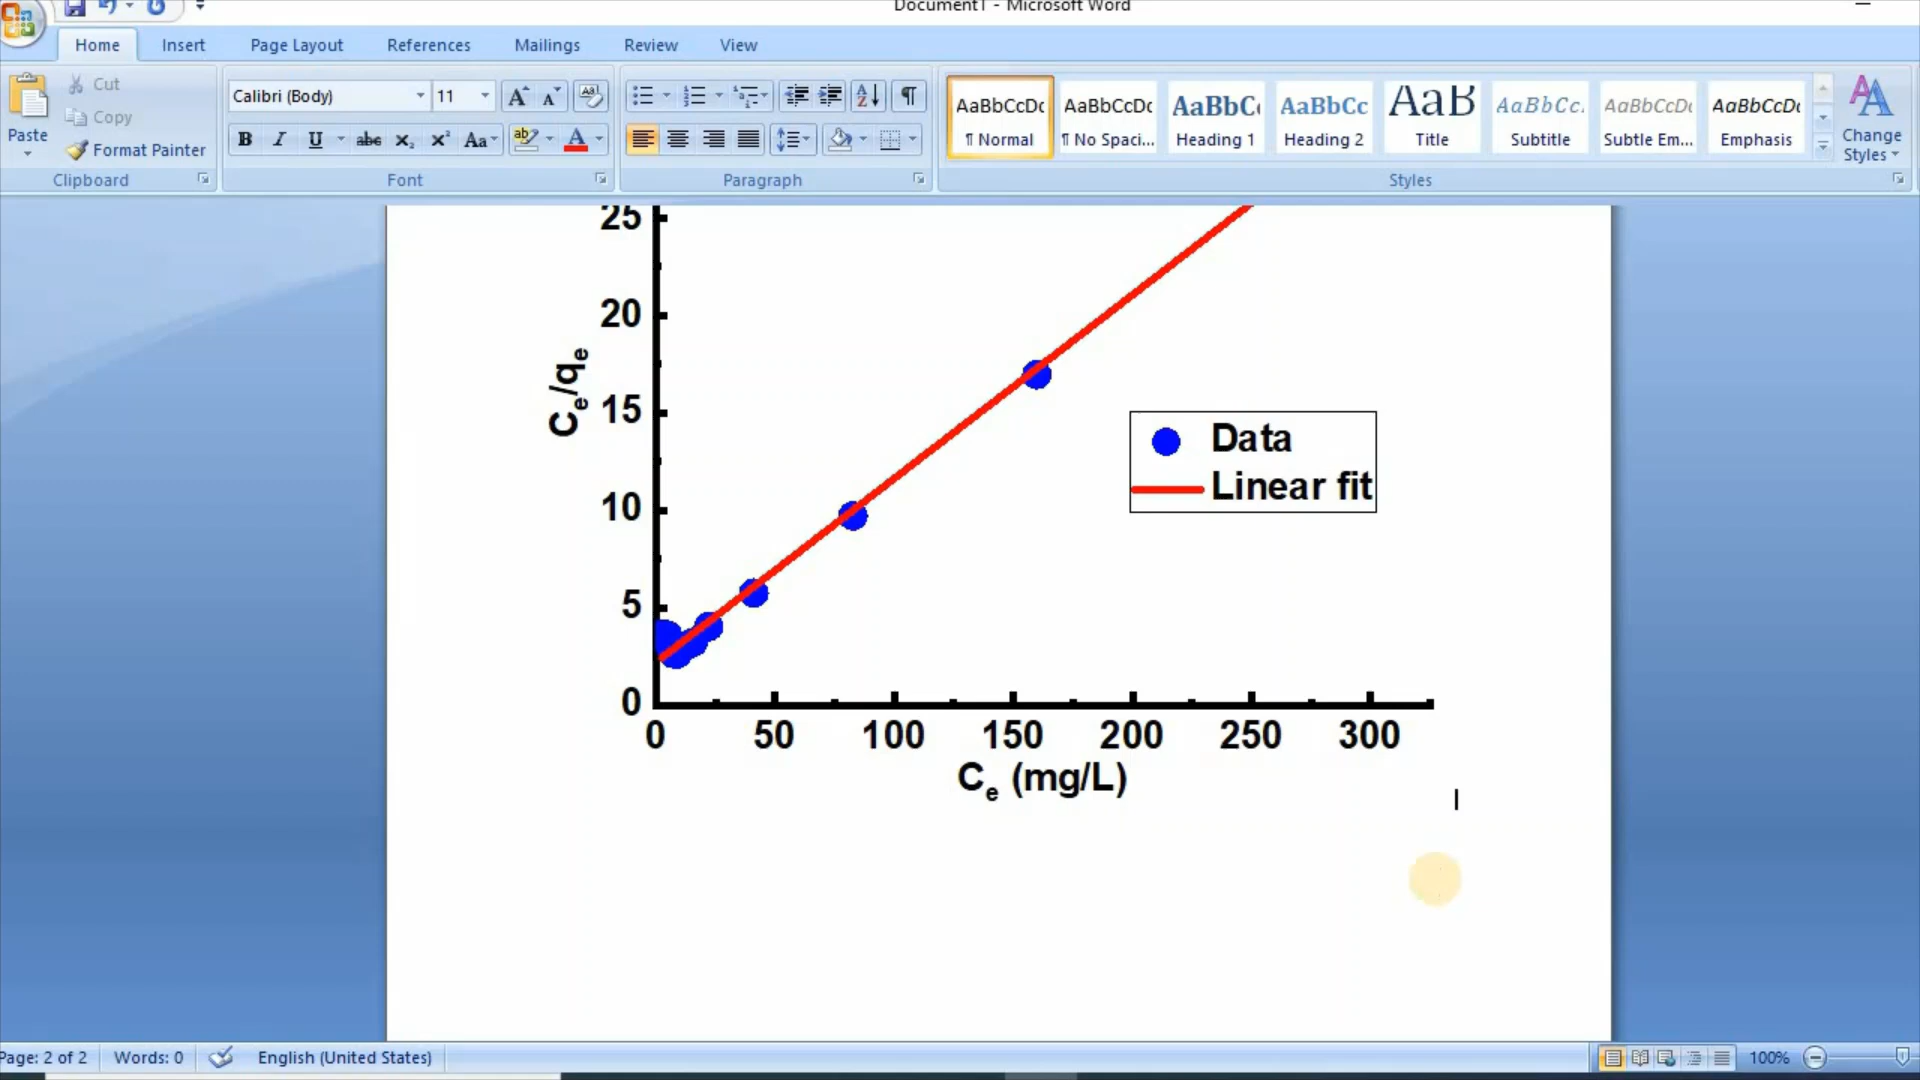 Document1 - Microsoft Word
Home Insert Page Layout References Mailings Review View
Paste
Cut
Copy
Format Painter
Clipboard
Calibri (Body) 11
Font
Paragraph
AaBbCcDc AaBbCcDc AaBbC AaBbCc AaB AaBbCc. AaBbCcDc AaBbCcDc
¶ Normal ¶ No Spaci... Heading 1 Heading 2 Title Subtitle Subtle Em... Emphasis
Change
Styles
Styles
25
20
15
10
5
0
Ce/qe
Data
Linear fit
0 50 100 150 200 250 300
Ce (mg/L)
Page: 2 of 2 Words: 0 English (United States) 100%